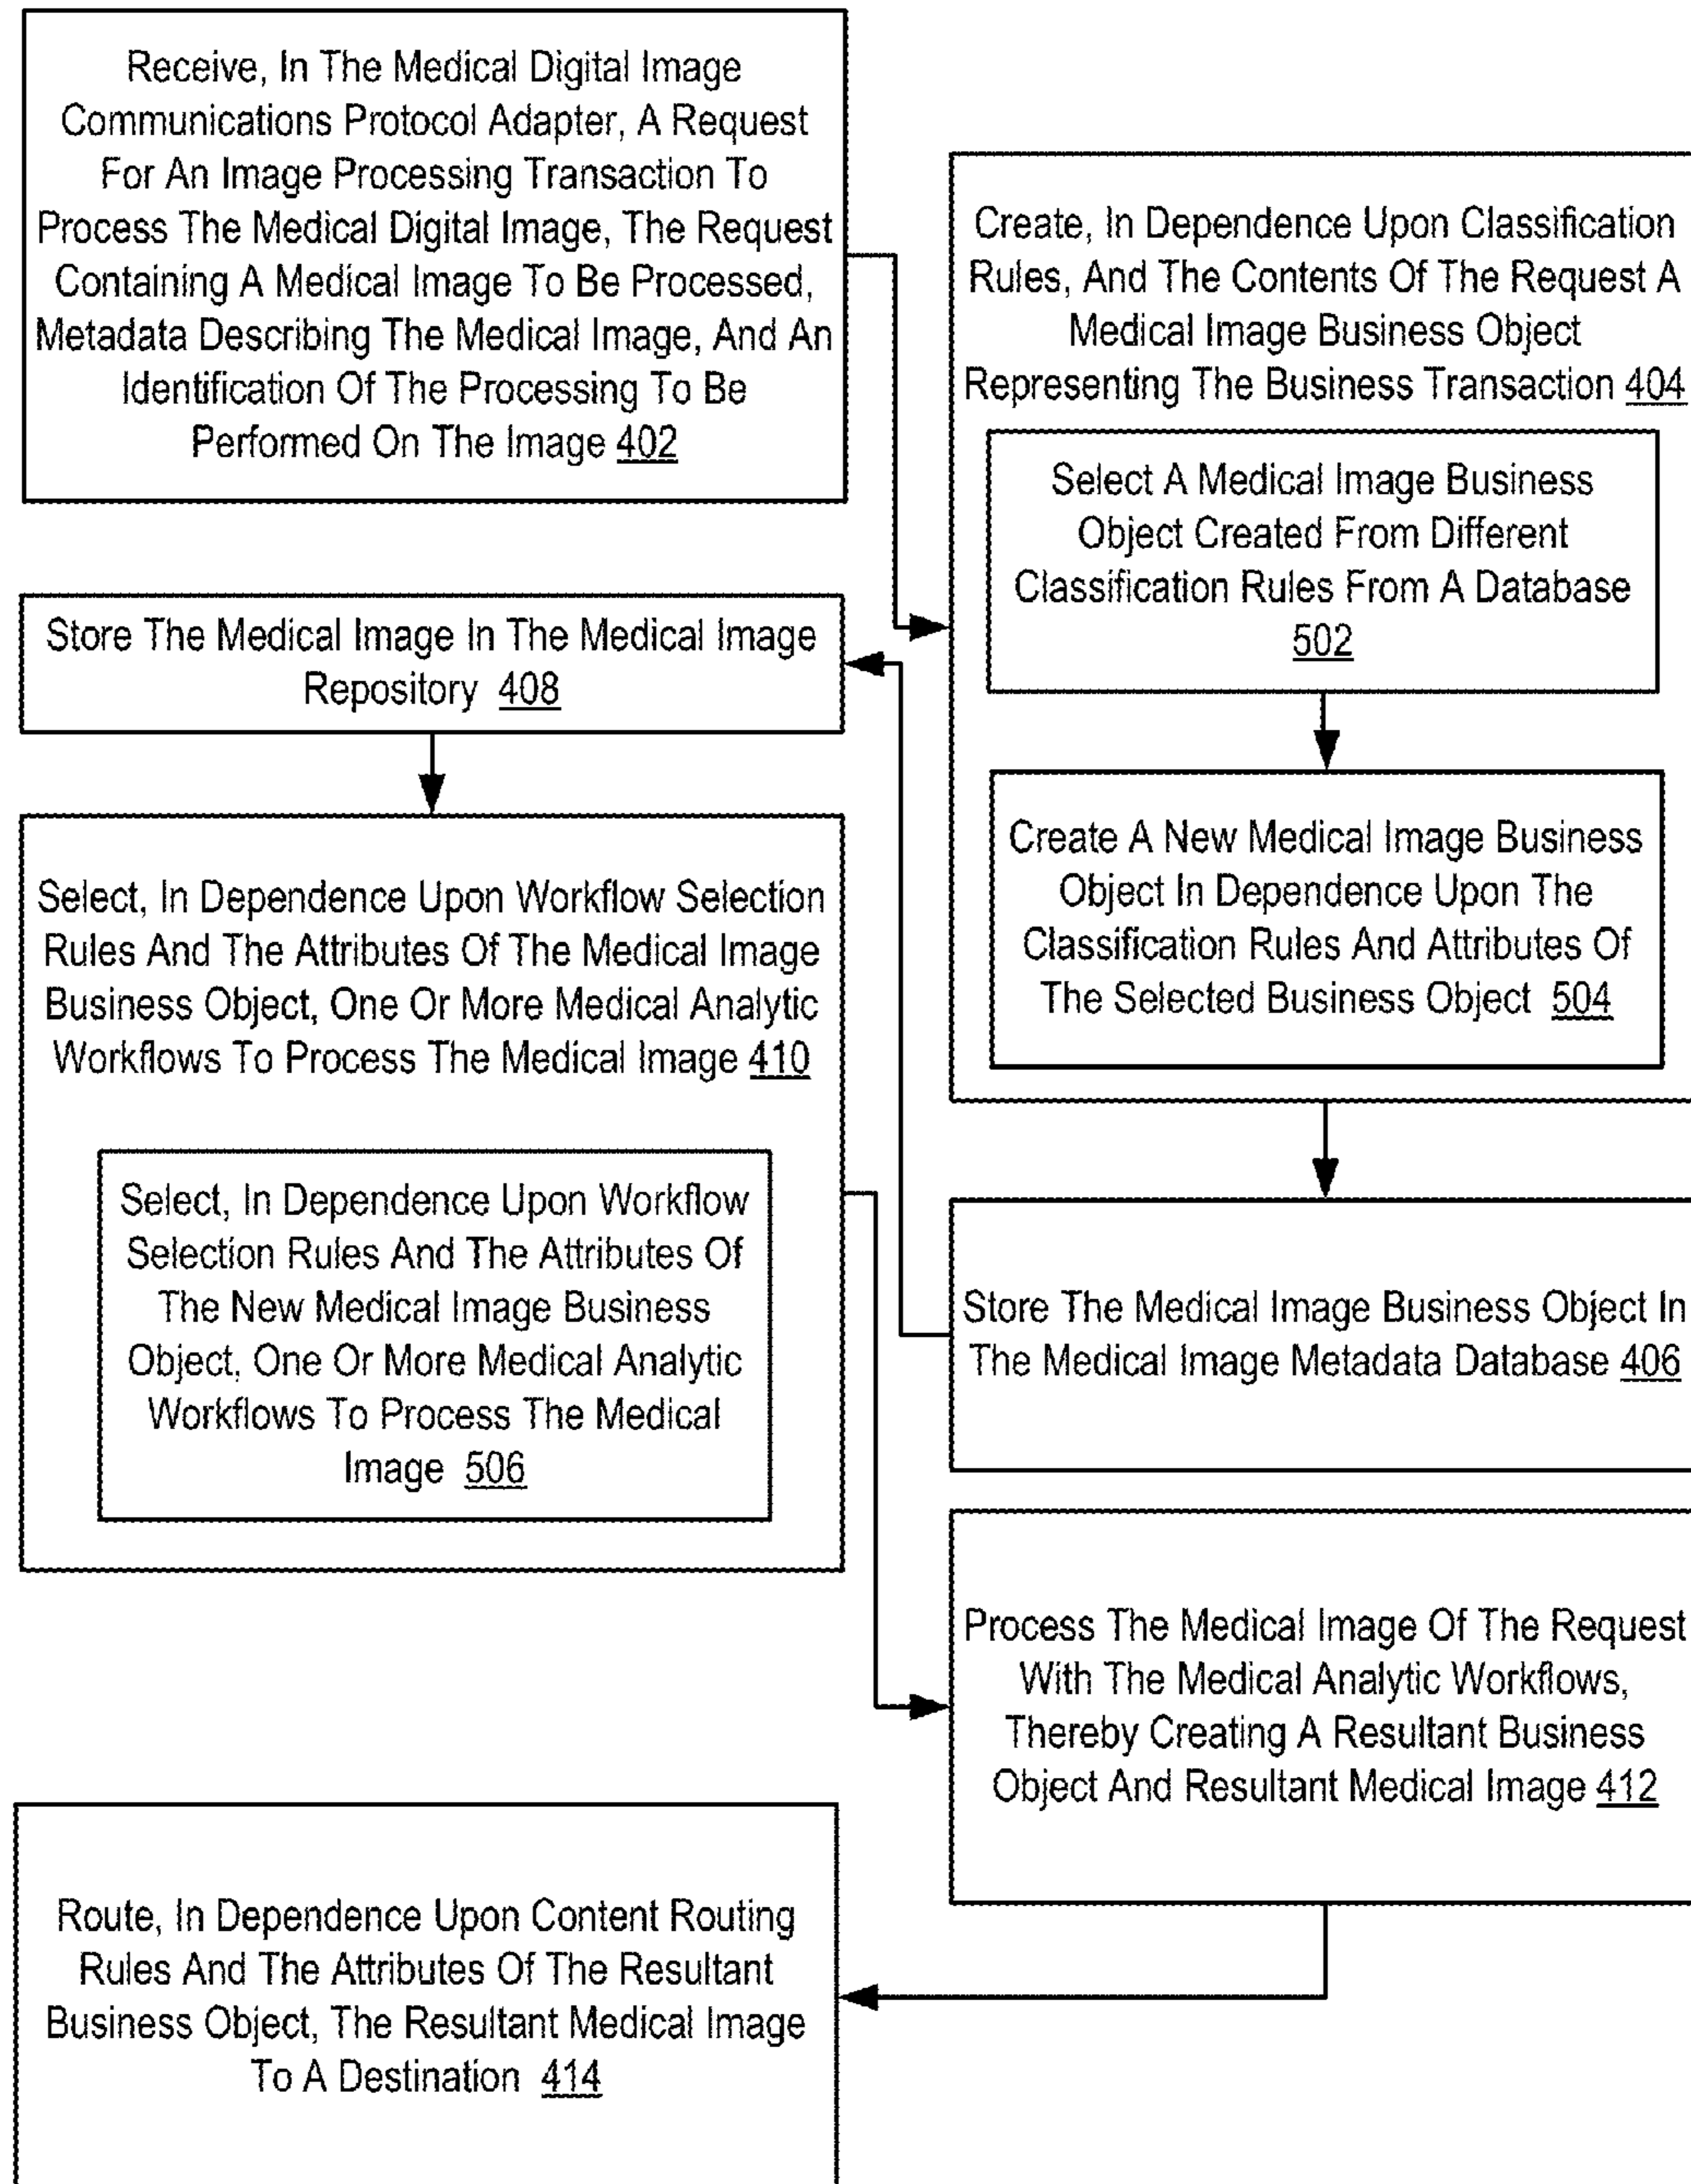 Receive, In The Medical Digital Image
Communications Protocol Adapter, A Request
For An Image Processing Transaction To
Process The Medical Digital Image, The Request
Containing A Medical Image To Be Processed,
Metadata Describing The Medical Image, And An
Identification Of The Processing To Be
Performed On The Image 402
Create, In Dependence Upon Classification
Rules, And The Contents Of The Request A
Medical Image Business Object
Representing The Business Transaction 404
Select A Medical Image Business
Object Created From Different
Classification Rules From A Database
502
Create A New Medical Image Business
Object In Dependence Upon The
Classification Rules And Attributes Of
The Selected Business Object 504
Store The Medical Image Business Object In
The Medical Image Metadata Database 406
Store The Medical Image In The Medical Image
Repository 408
Select, In Dependence Upon Workflow Selection
Rules And The Attributes Of The Medical Image
Business Object, One Or More Medical Analytic
Workflows To Process The Medical Image 410
Select, In Dependence Upon Workflow
Selection Rules And The Attributes Of
The New Medical Image Business
Object, One Or More Medical Analytic
Workflows To Process The Medical
Image 506
Process The Medical Image Of The Request
With The Medical Analytic Workflows,
Thereby Creating A Resultant Business
Object And Resultant Medical Image 412
Route, In Dependence Upon Content Routing
Rules And The Attributes Of The Resultant
Business Object, The Resultant Medical Image
To A Destination 414